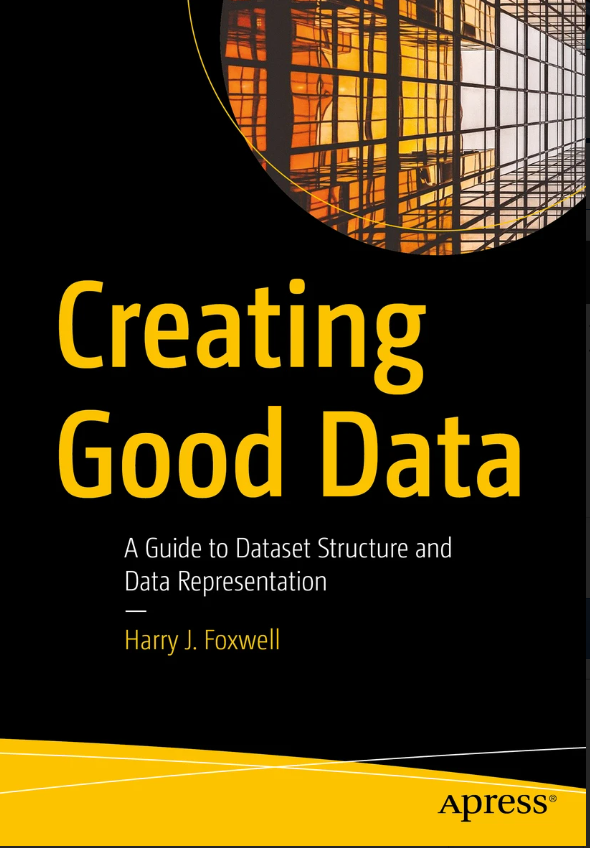 Creating
Good Data
A Guide to Dataset Structure and
Data Representation
—
Harry J. Foxwell
Apress®